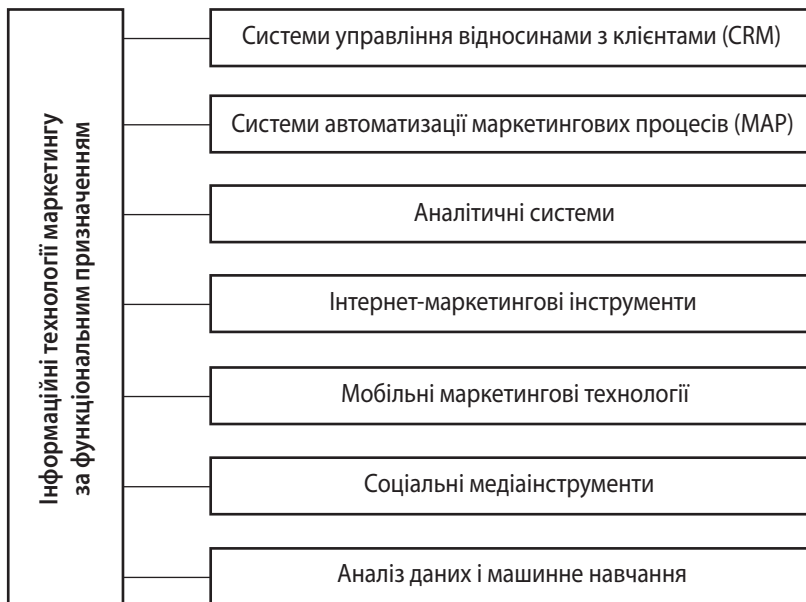 Інформаційні технології маркетингу
за функціональним призначенням
Системи управління відносинами з клієнтами (CRM)
Системи автоматизації маркетингових процесів (MAP)
Аналітичні системи
Інтернет-маркетингові інструменти
Мобільні маркетингові технології
Соціальні медіаінструменти
Аналіз даних і машинне навчання